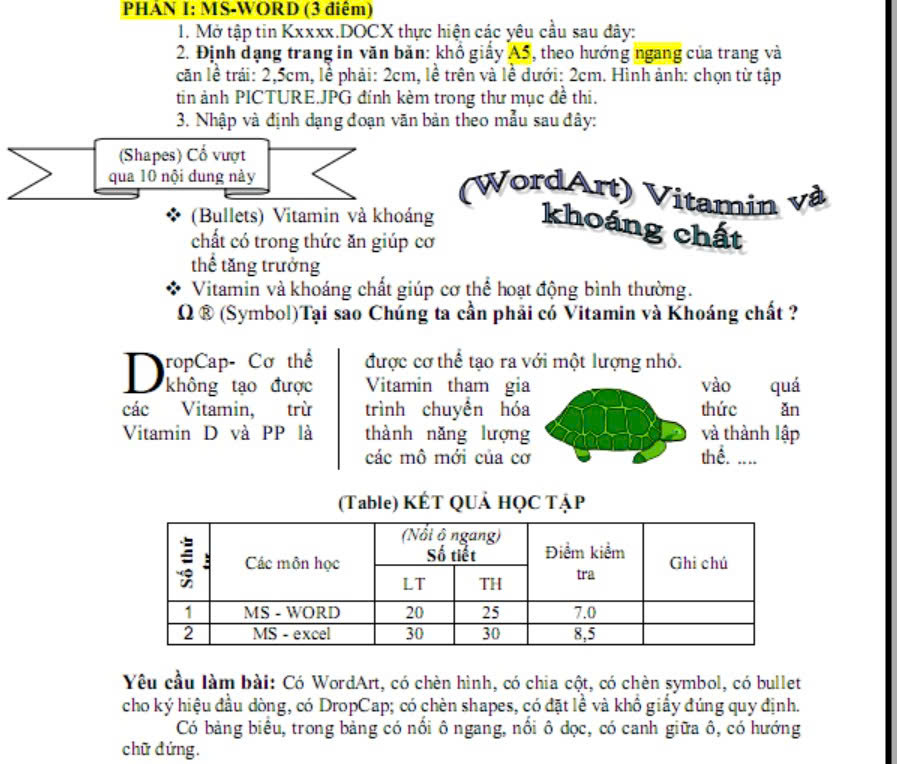 PHẦN I: MS-WORD (3 điểm)
1. Mở tập tin Kxxxx.DOCX thực hiện các yêu cầu sau đây:
2. Định dạng trang in văn bản: khổ giấy A5, theo hướng ngang của trang và
căn lề trái: 2,5cm, lề phải: 2cm, lề trên và lề dưới: 2cm. Hình ảnh: chọn từ tập
tin ảnh PICTURE.JPG đính kèm trong thư mục đề thi.
3. Nhập và định dạng đoạn văn bản theo mẫu sau đây:
(Shapes) Cố vượt
qua 10 nội dung này
(WordArt) Vitamin và
khoáng chất
❖ (Bullets) Vitamin và khoáng
chất có trong thức ăn giúp cơ
thể tăng trưởng
❖ Vitamin và khoáng chất giúp cơ thể hoạt động bình thường.
Ω ® (Symbol)Tại sao Chúng ta cần phải có Vitamin và Khoáng chất ?
DropCap- Cơ thể
không tạo được
các Vitamin, trừ
Vitamin D và PP là
được cơ thể tạo ra với một lượng nhỏ.
Vitamin tham gia vào quá
trình chuyển hóa thức ăn
thành năng lượng và thành lập
các mô mới của cơ thể. ....
(Table) KẾT QUẢ HỌC TẬP
Số thứ
Các môn học
(Nối ô ngang)
Số tiết
Điểm kiểm
tra
Ghi chú
LT TH
1 MS - WORD 20 25 7.0
2 MS - excel 30 30 8,5
Yêu cầu làm bài: Có WordArt, có chèn hình, có chia cột, có chèn symbol, có bullet
cho ký hiệu đầu dòng, có DropCap; có chèn shapes, có đặt lề và khổ giấy đúng quy định.
Có bảng biểu, trong bảng có nối ô ngang, nối ô dọc, có canh giữa ô, có hướng
chữ đứng.